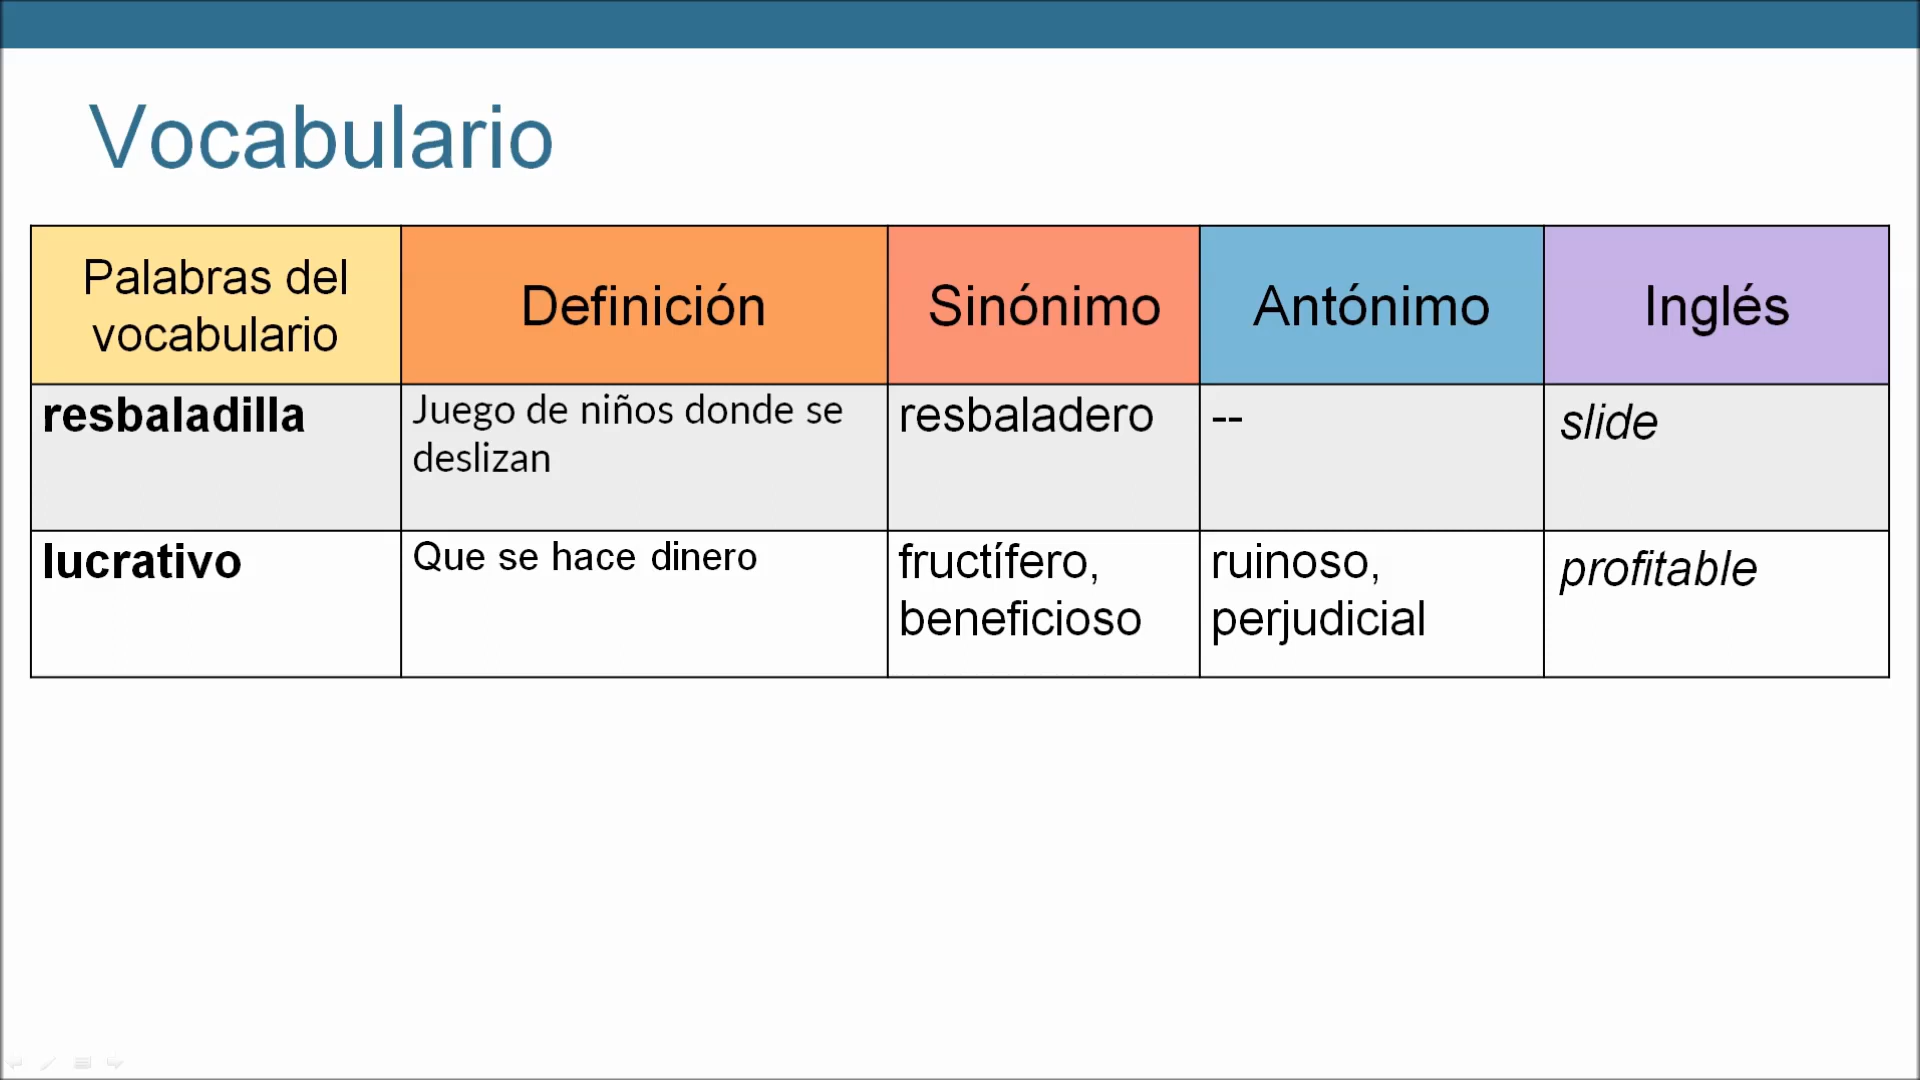 Vocabulario
Palabras del
vocabulario
Definición
Sinónimo
Antónimo
Inglés
resbaladilla
Juego de niños donde se
deslizan
resbaladero
--
slide
lucrativo
Que se hace dinero
fructífero,
beneficioso
ruinoso,
perjudicial
profitable